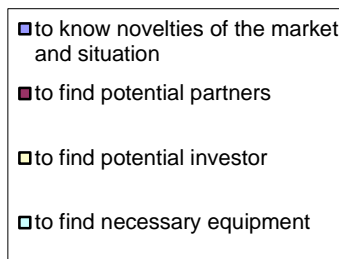 to know novelties of the market
and situation
to find potential partners
to find potential investor
to find necessary equipment